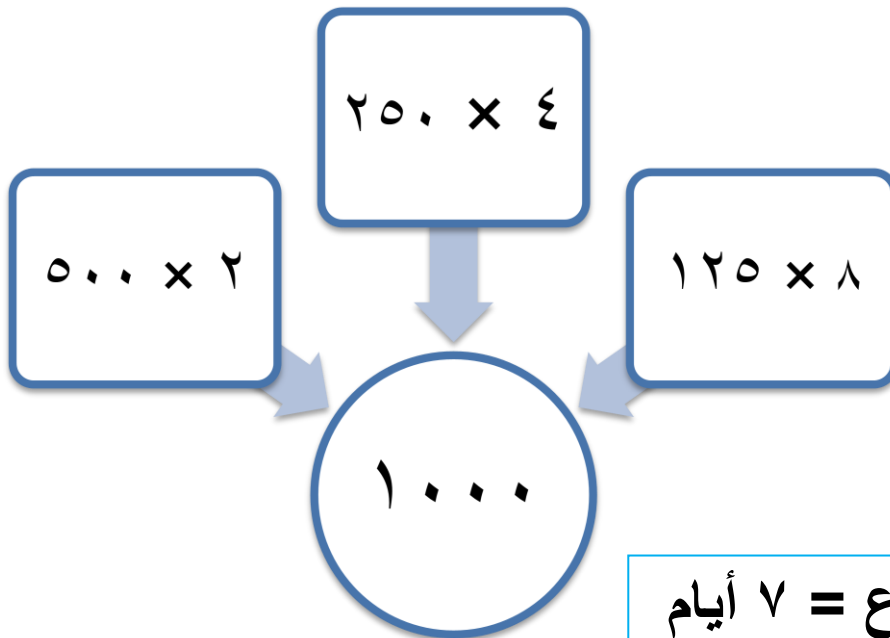 ٢٥٠ × ٤
٥٠٠ × ٢
١٢٥ × ٨
١٠٠٠
ع = ٧ أيام